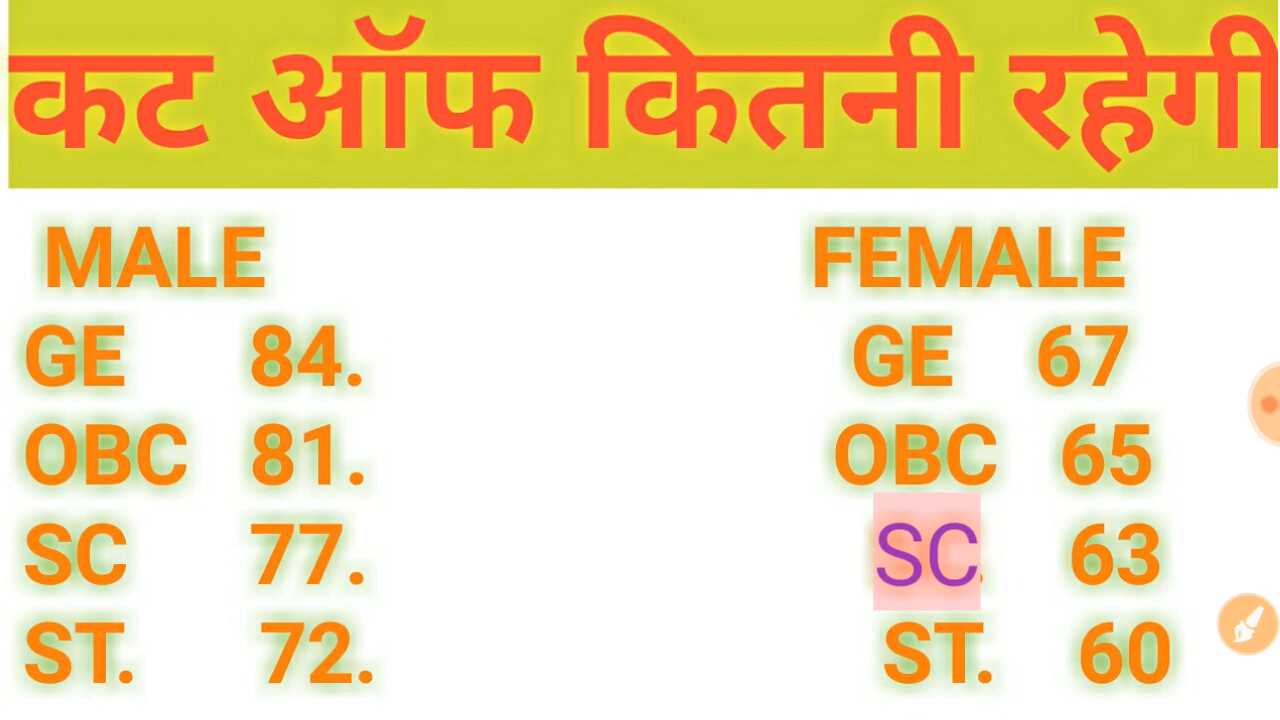 कट ऑफ कितनी रहेगी
MALE FEMALE
GE 84. GE 67
OBC 81. OBC 65
SC 77. SC. 63
ST. 72. ST. 60